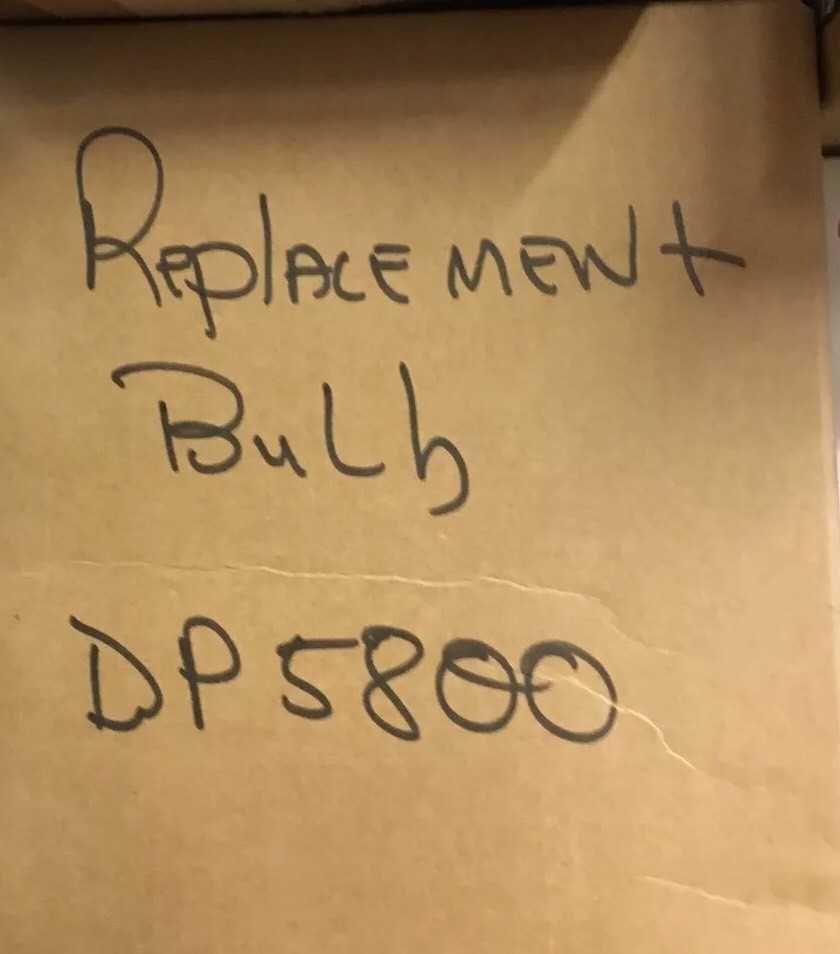 Replacement
Bulb
DP5800